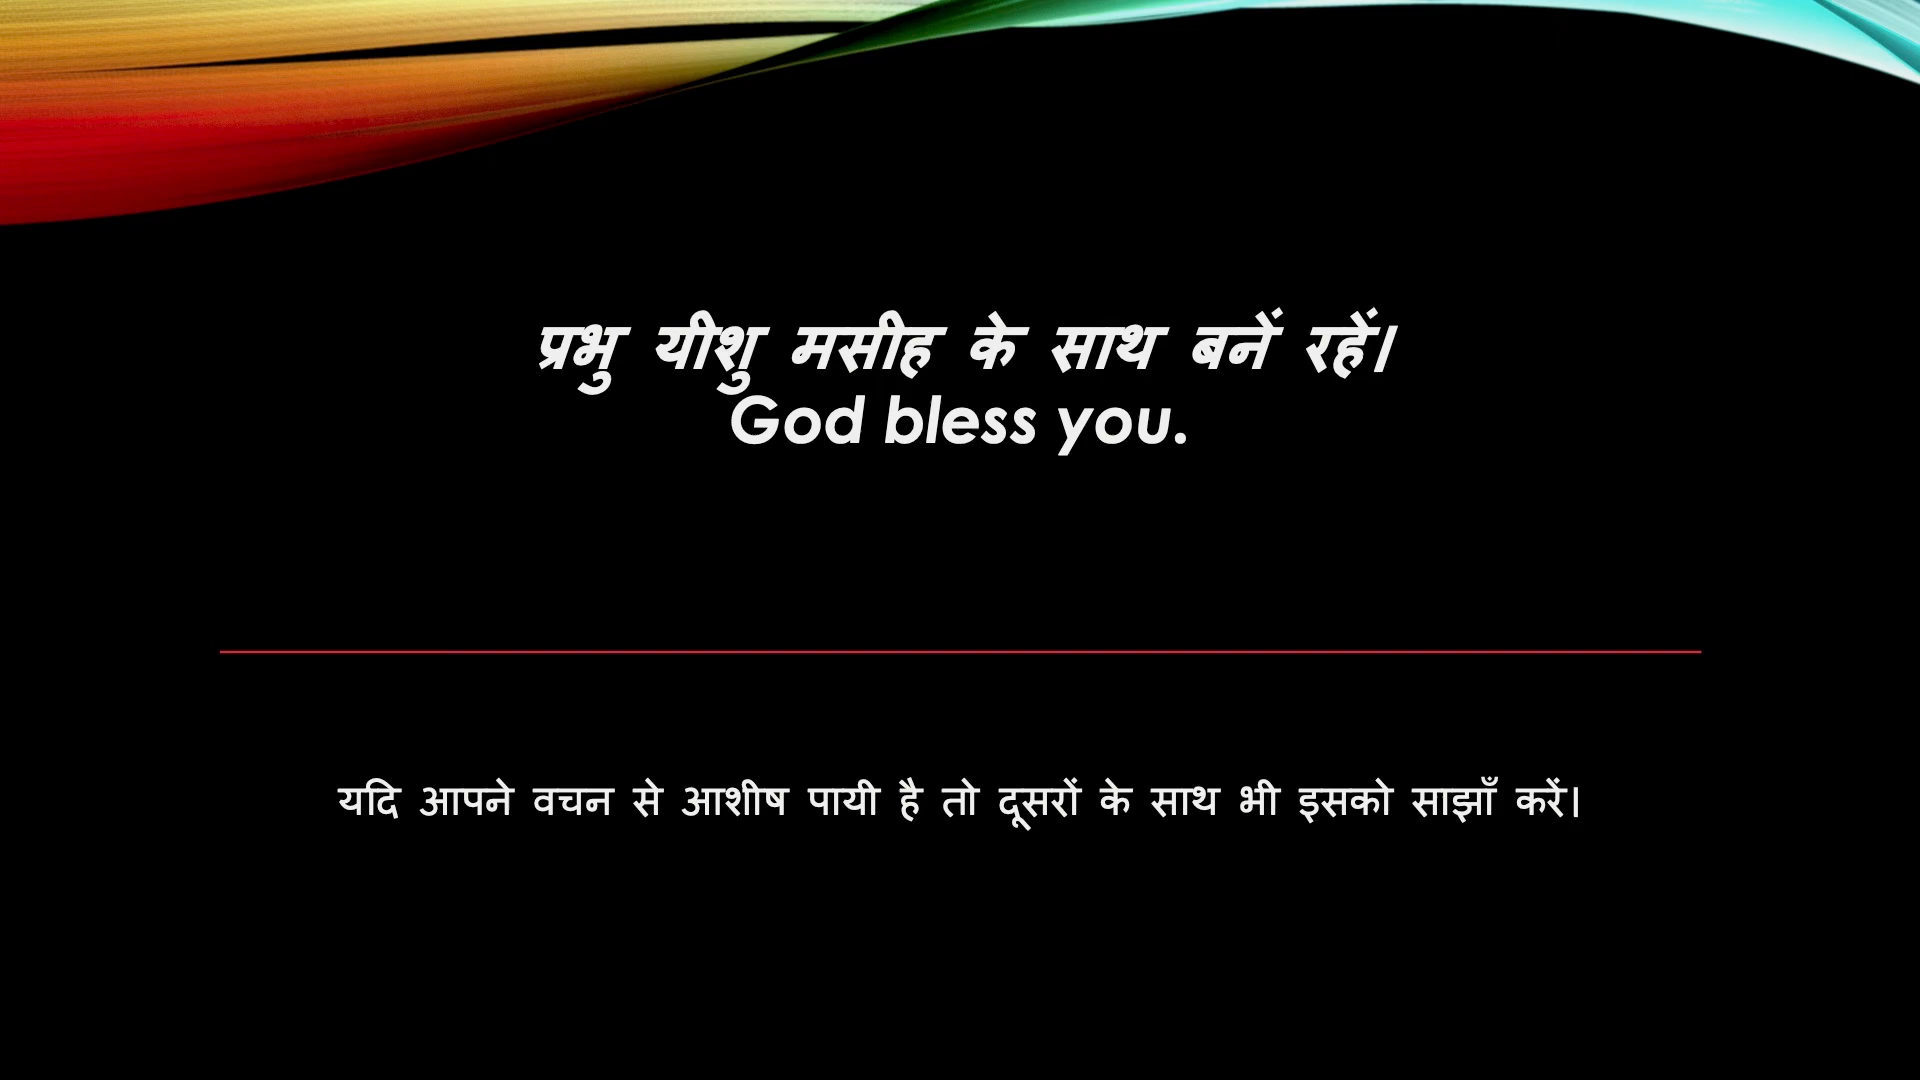 प्रभु यीशु मसीह के साथ बनें रहें।
God bless you.
यदि आपने वचन से आशीष पायी है तो दूसरों के साथ भी इसको साझाँ करें।